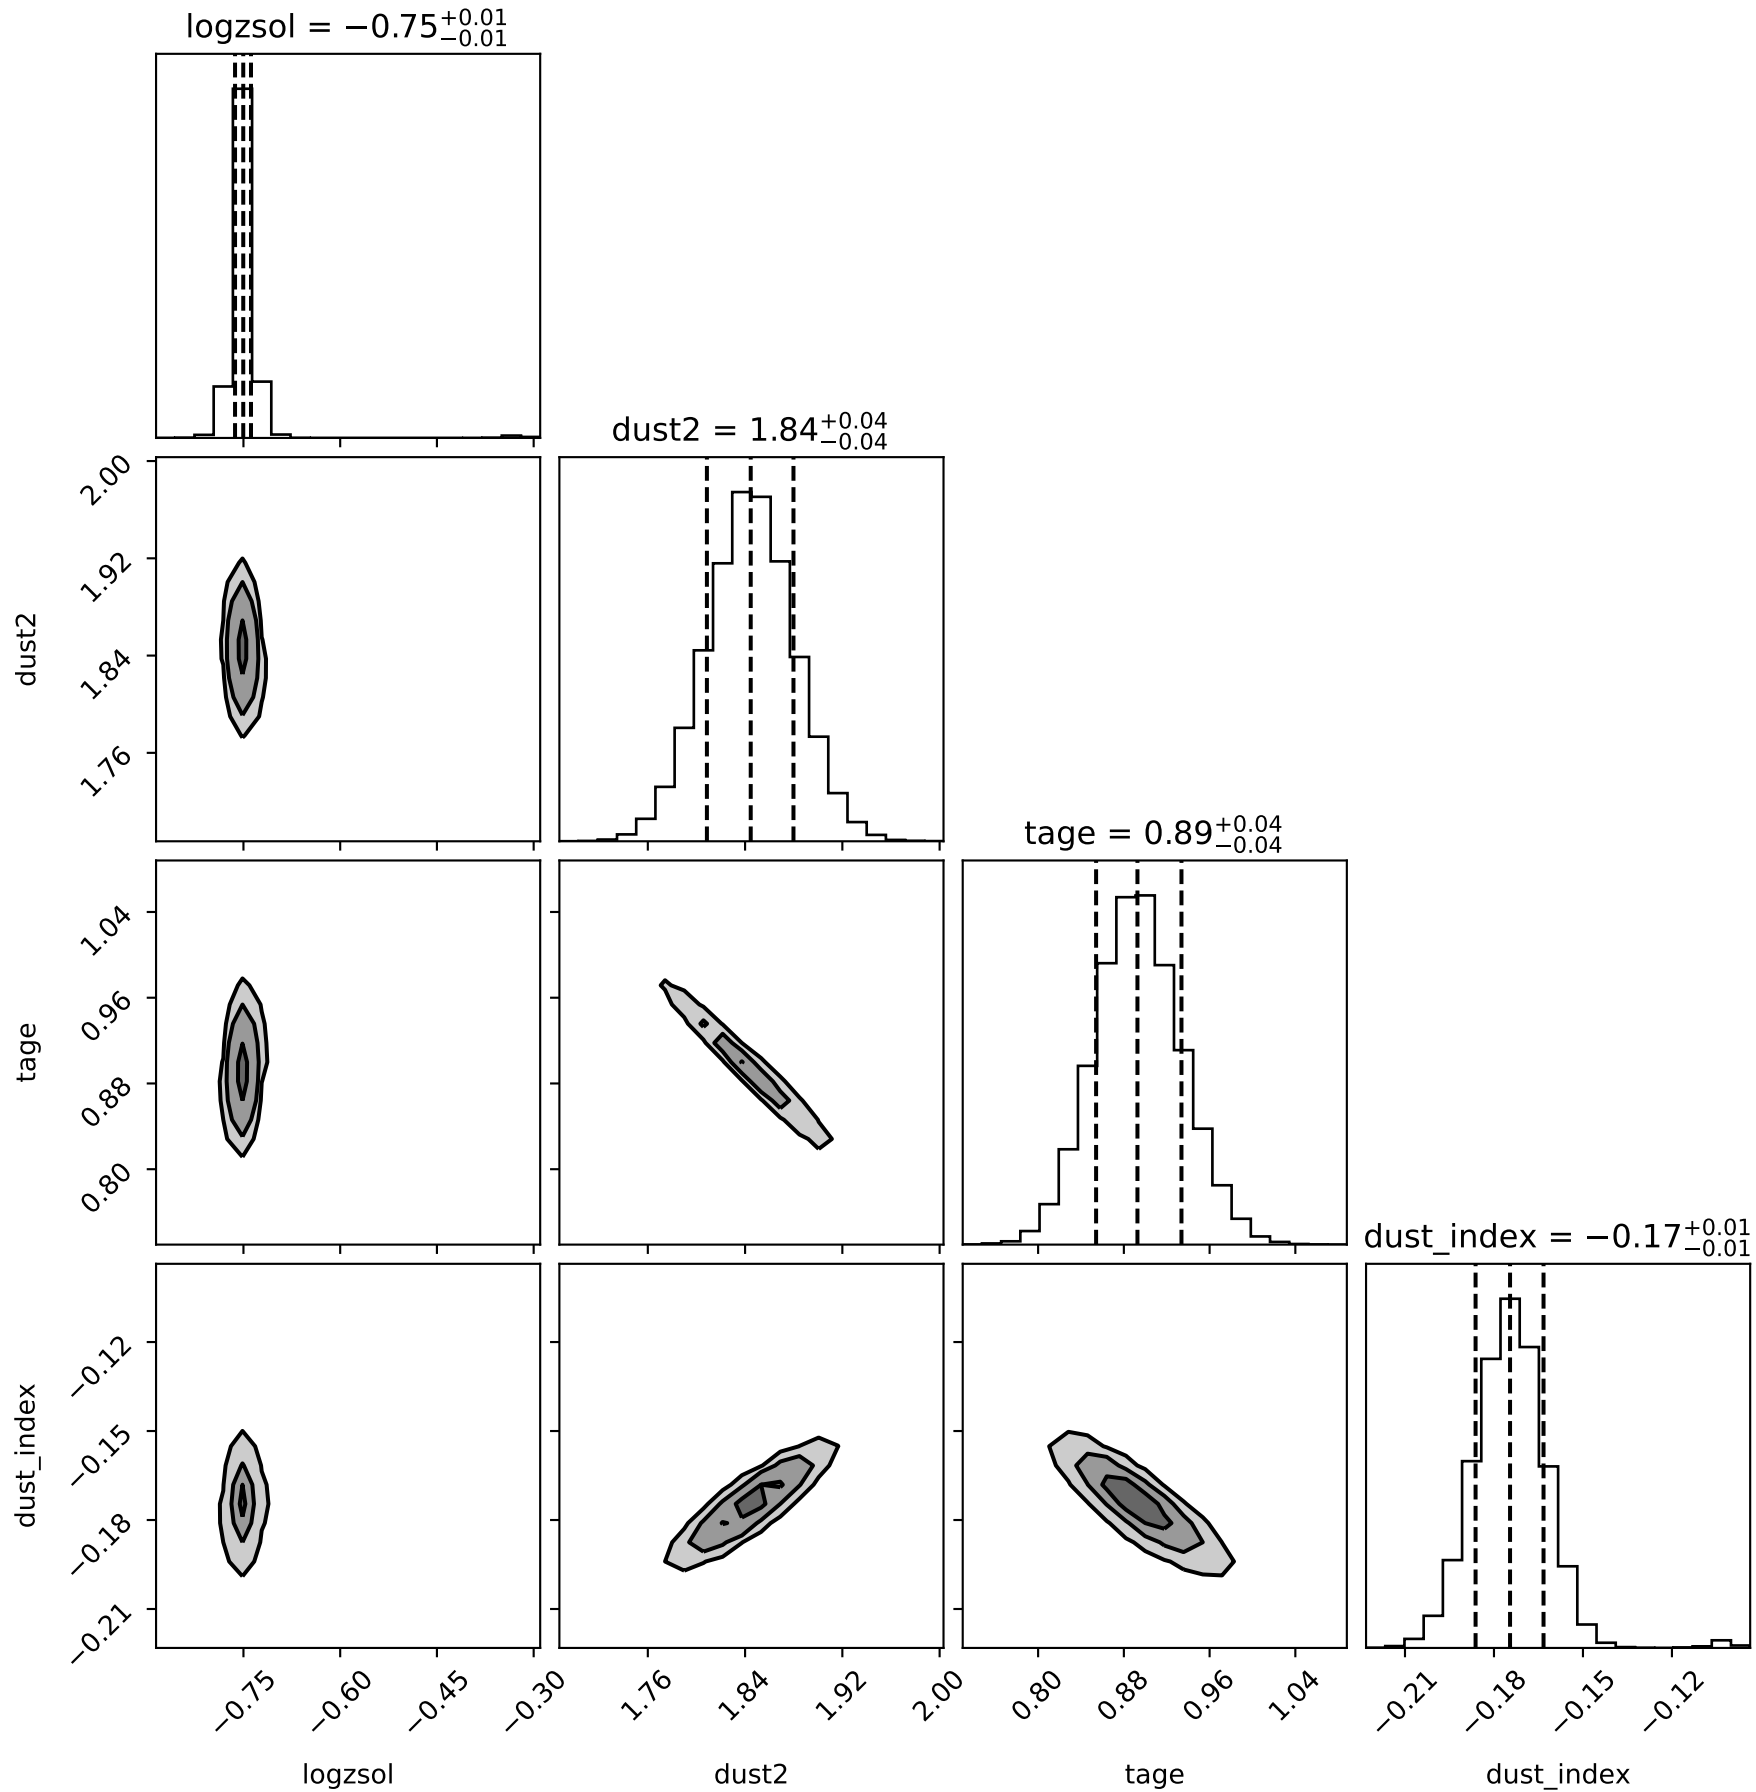 logzsol = −0.75+0.01−0.01
dust2 = 1.84+0.04−0.04
2.00
1.92
1.84
1.76
dust2
tage = 0.89+0.04−0.04
1.04
0.96
0.88
0.80
tage
dust_index = −0.17+0.01−0.01
−0.12
−0.15
−0.18
−0.21
dust_index
−0.75 −0.60 −0.45 −0.30 1.76 1.84 1.92 2.00 0.80 0.88 0.96 1.04 −0.21 −0.18 −0.15 −0.12
logzsol dust2 tage dust_index